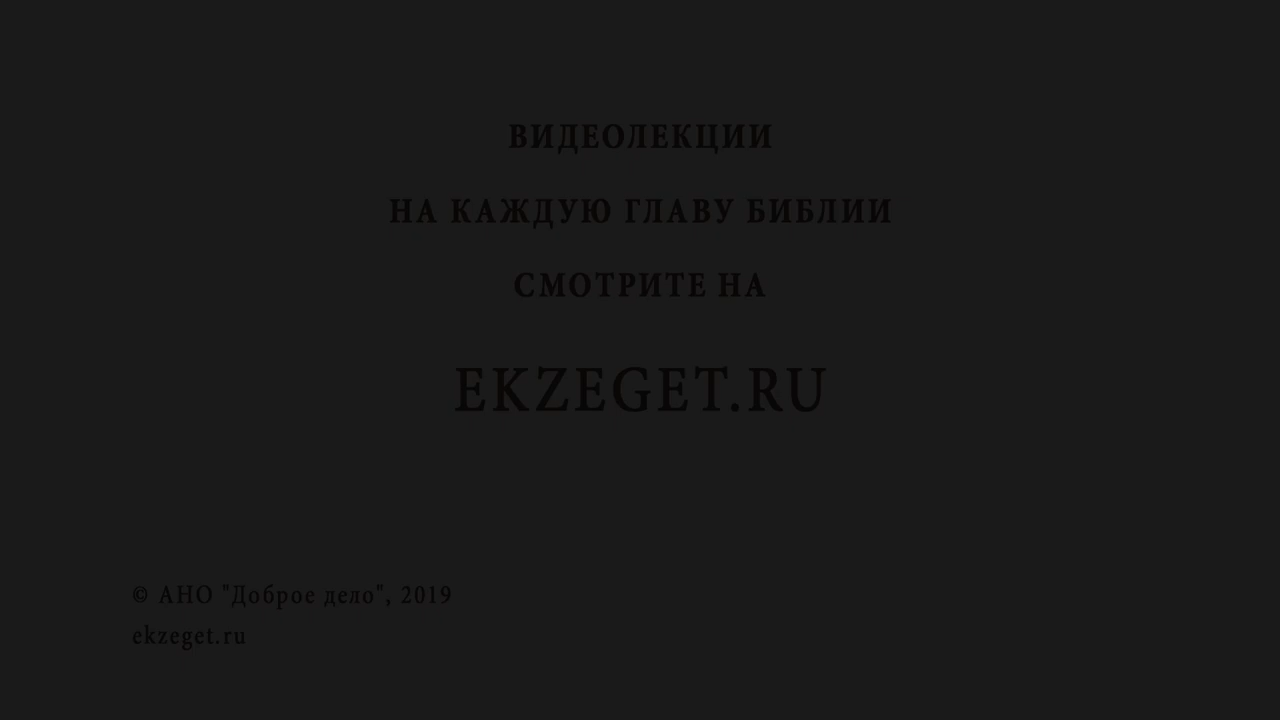 ВИДЕОЛЕКЦИИ
НА КАЖДУЮ ГЛАВУ БИБЛИИ
СМОТРИТЕ НА
EKZEGET.RU
© АНО "Доброе дело", 2019
ekzeget.ru